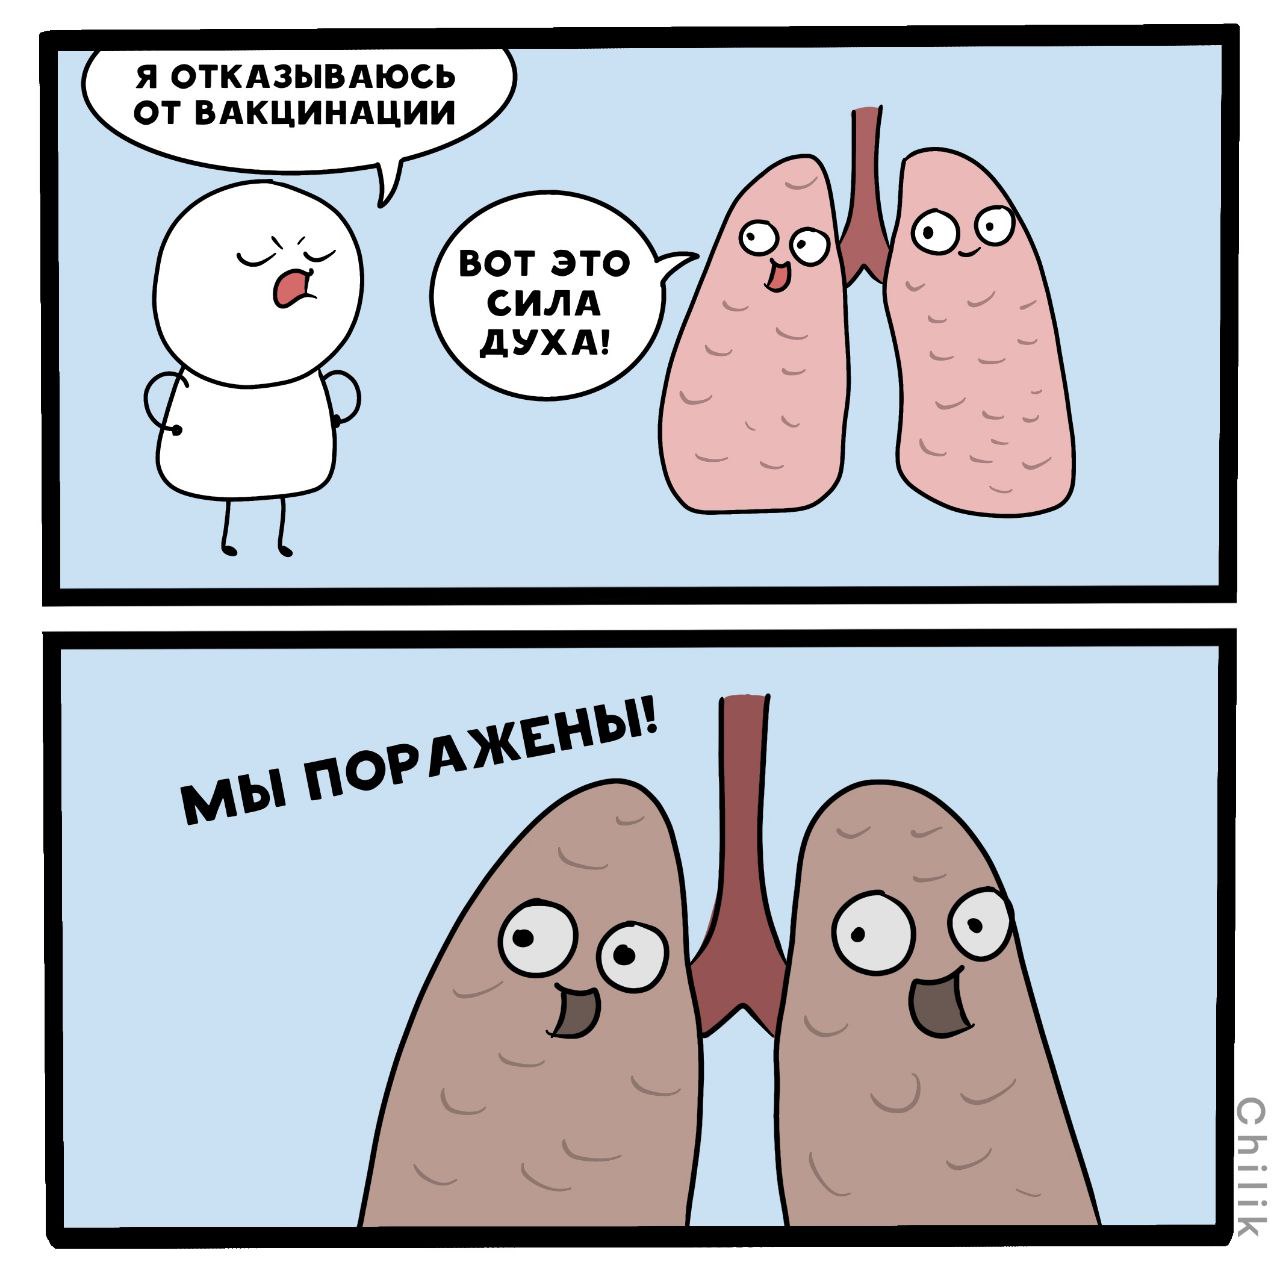 Я ОТКАЗЫВАЮСЬ
ОТ ВАКЦИНАЦИИ
ВОТ ЭТО
СИЛА
ДУХА!
МЫ ПОРАЖЕНЫ!
Chilik